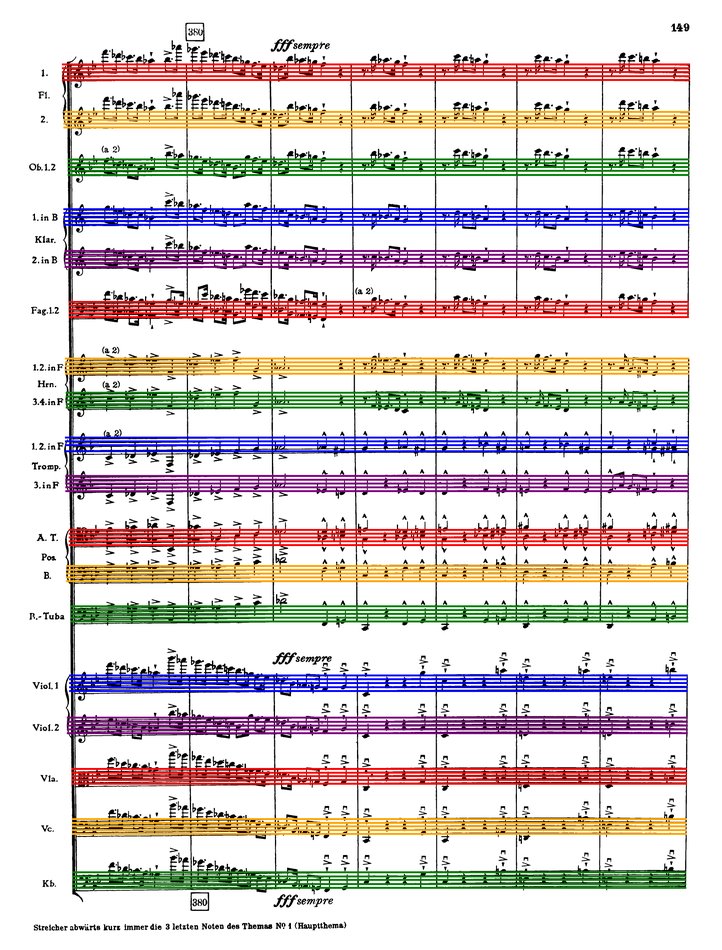 149
380
fff sempre
1.
Fl.
2.
(a 2)
Ob.1.2
1. in B
Klar.
2. in B
(a 2)
Fag.1.2
(a 2)
1.2. in F
Hrn.
(a 2)
3.4. in F
(a 2)
1.2. in F
Tromp.
3. in F
A. T.
Pos.
B.
B.-Tuba
fff sempre
Viol.1
Viol.2
Vla.
Vc.
Kb.
380
fff sempre
Streicher abwärts kurz immer die 3 letzten Noten des Themas No 1 (Hauptthema)